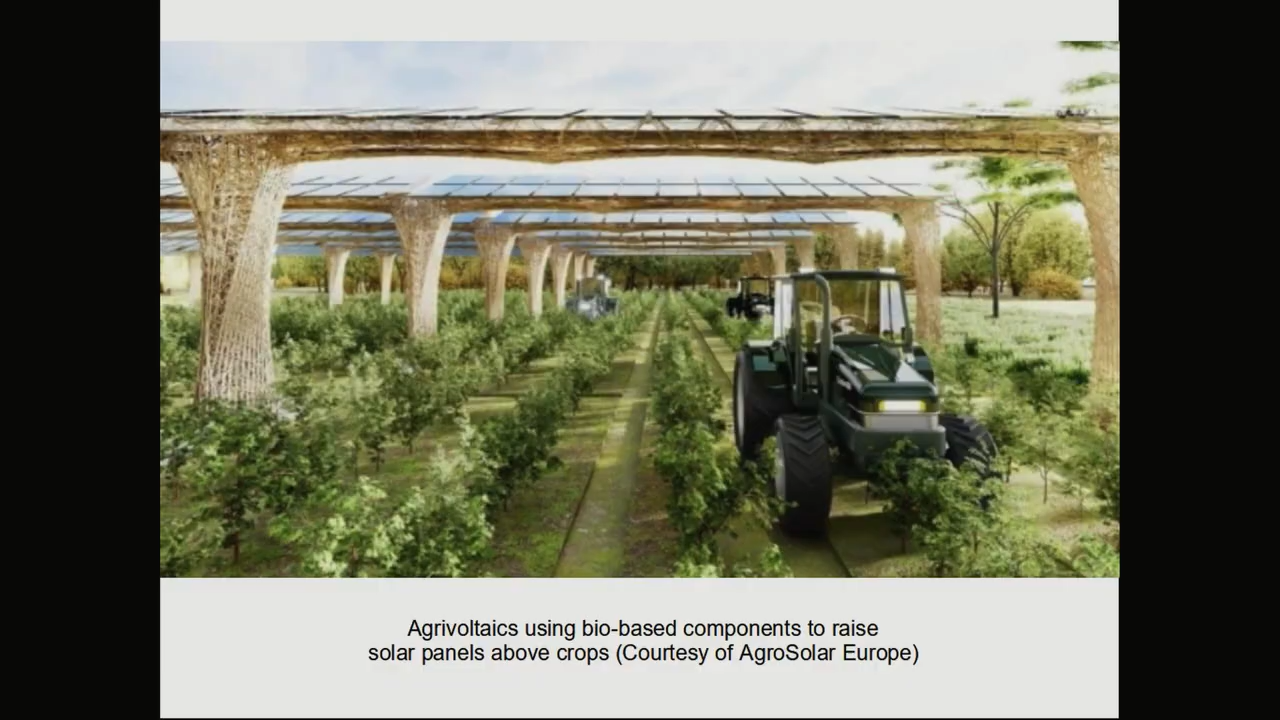 Agrivoltaics using bio-based components to raise
solar panels above crops (Courtesy of AgroSolar Europe)